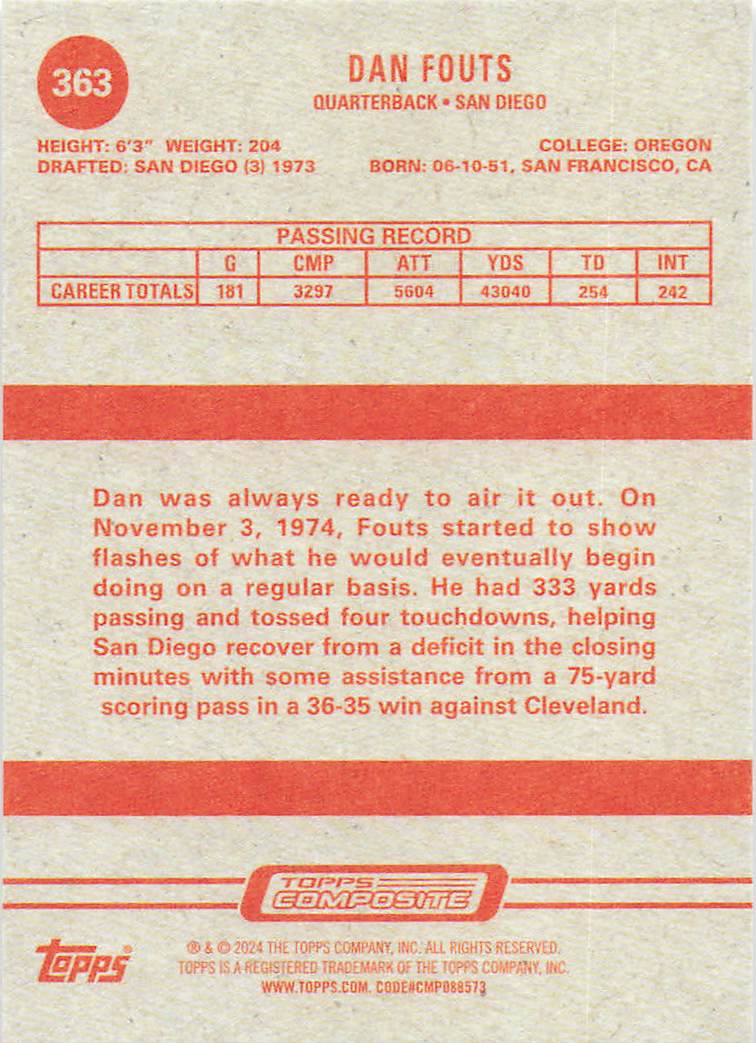 363
DAN FOUTS
QUARTERBACK • SAN DIEGO
HEIGHT: 6'3" WEIGHT: 204
DRAFTED: SAN DIEGO (3) 1973
COLLEGE: OREGON
BORN: 06-10-51, SAN FRANCISCO, CA
PASSING RECORD
G CMP ATT YDS TD INT
CAREER TOTALS 181 3297 5604 43040 254 242
Dan was always ready to air it out. On
November 3, 1974, Fouts started to show
flashes of what he would eventually begin
doing on a regular basis. He had 333 yards
passing and tossed four touchdowns, helping
San Diego recover from a deficit in the closing
minutes with some assistance from a 75-yard
scoring pass in a 36-35 win against Cleveland.
TOPPS
COMPOSITE
Topps®
® & © 2024 THE TOPPS COMPANY, INC. ALL RIGHTS RESERVED.
TOPPS IS A REGISTERED TRADEMARK OF THE TOPPS COMPANY, INC.
WWW.TOPPS.COM. CODE#CMP088573